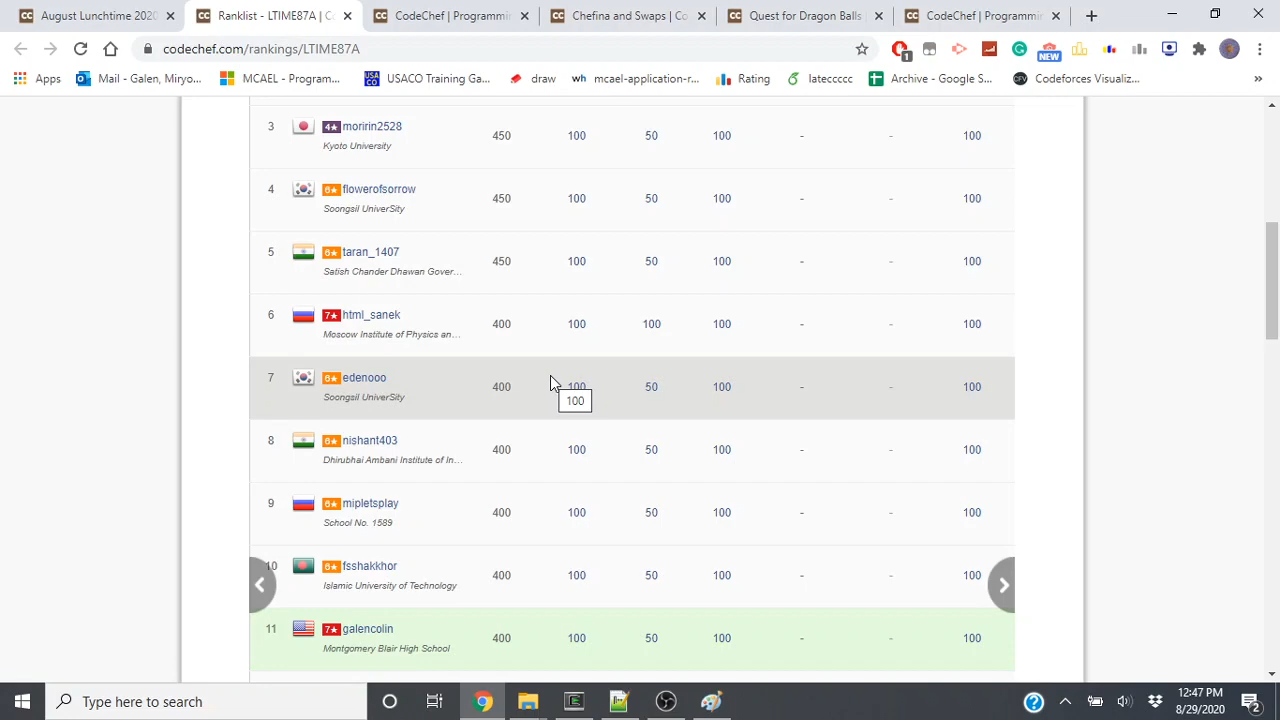 August Lunchtime 2020
Ranklist - LTIME87A | C
CodeChef | Programmi
Chefina and Swaps | Co
Quest for Dragon Balls
CodeChef | Programmin
codechef.com/rankings/LTIME87A
1
NEW
Apps
Mail - Galen, Miryo...
MCAEL - Program...
USACO Training Ga...
draw
wh mcael-application-r...
Rating
lateccccc
Archive - Google S...
Codeforces Visualiz...
»
3 4★ moririn2528 450 100 50 100 - - 100
Kyoto University
4 6★ flowerofsorrow 450 100 50 100 - - 100
Soongsil UniverSity
5 6★ taran_1407 450 100 50 100 - - 100
Satish Chander Dhawan Gover...
6 7★ html_sanek 400 100 100 100 - - 100
Moscow Institute of Physics an...
7 6★ edenooo 400 100 50 100 - - 100
Soongsil UniverSity
100
8 6★ nishant403 400 100 50 100 - - 100
Dhirubhai Ambani Institute of In...
9 6★ mipletsplay 400 100 50 100 - - 100
School No. 1589
10 6★ fsshakkhor 400 100 50 100 - - 100
Islamic University of Technology
11 7★ galencolin 400 100 50 100 - - 100
Montgomery Blair High School
Type here to search
12:47 PM
8/29/2020
2